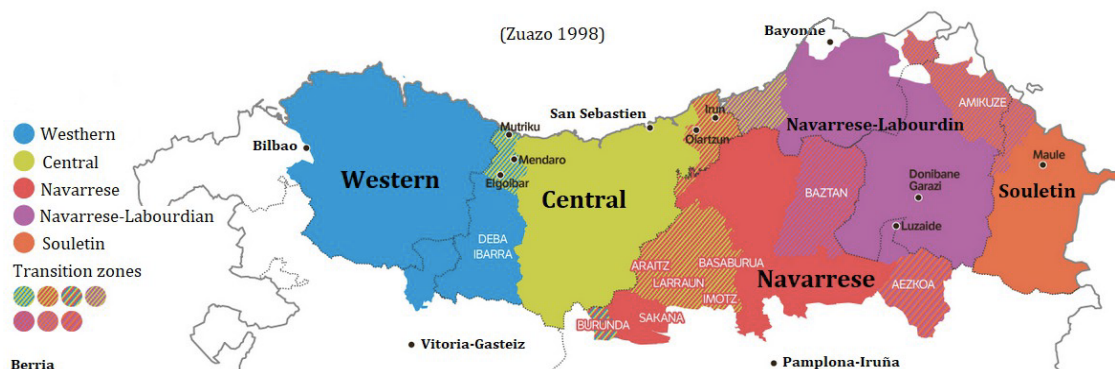 (Zuazo 1998)
Bayonne
Westhern
Central
Navarrese
Navarrese-Labourdian
Souletin
Transition zones
Bilbao
Western
Mutriku
Mendaro
Elgoibar
DEBA
IBARRA
San Sebastien
Central
Irun
Oiartzun
Navarrese-Labourdin
AMIKUZE
Maule
Souletin
BAZTAN
Donibane
Garazi
Luzaide
ARAITZ
BASABURUA
LARRAUN
IMOTZ
Navarrese
AEZKOA
BURUNDA
SAKANA
Vitoria-Gasteiz
Pamplona-Iruña
Berria